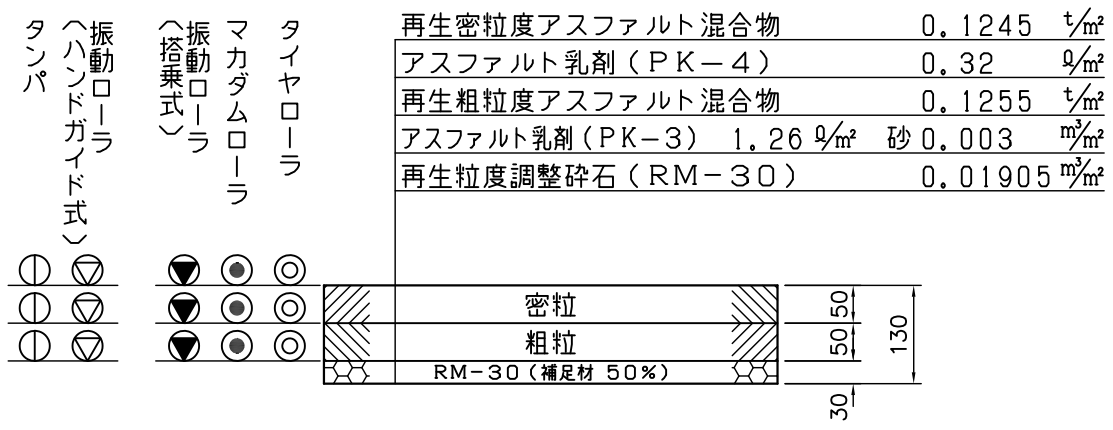 タンパ
振動ローラ
（ハンドガイド式）
振動ローラ
（搭乗式）
マカダムローラ
タイヤローラ
再生密粒度アスファルト混合物 0.1245 t/m²
アスファルト乳剤（PK－4） 0.32 ℓ/m²
再生粗粒度アスファルト混合物 0.1255 t/m²
アスファルト乳剤（PK－3） 1.26 ℓ/m² 砂 0.003 m³/m²
再生粒度調整砕石（RM－30） 0.01905 m³/m²
密粒
粗粒
RM－30（補足材 50%）
50
50
30
130